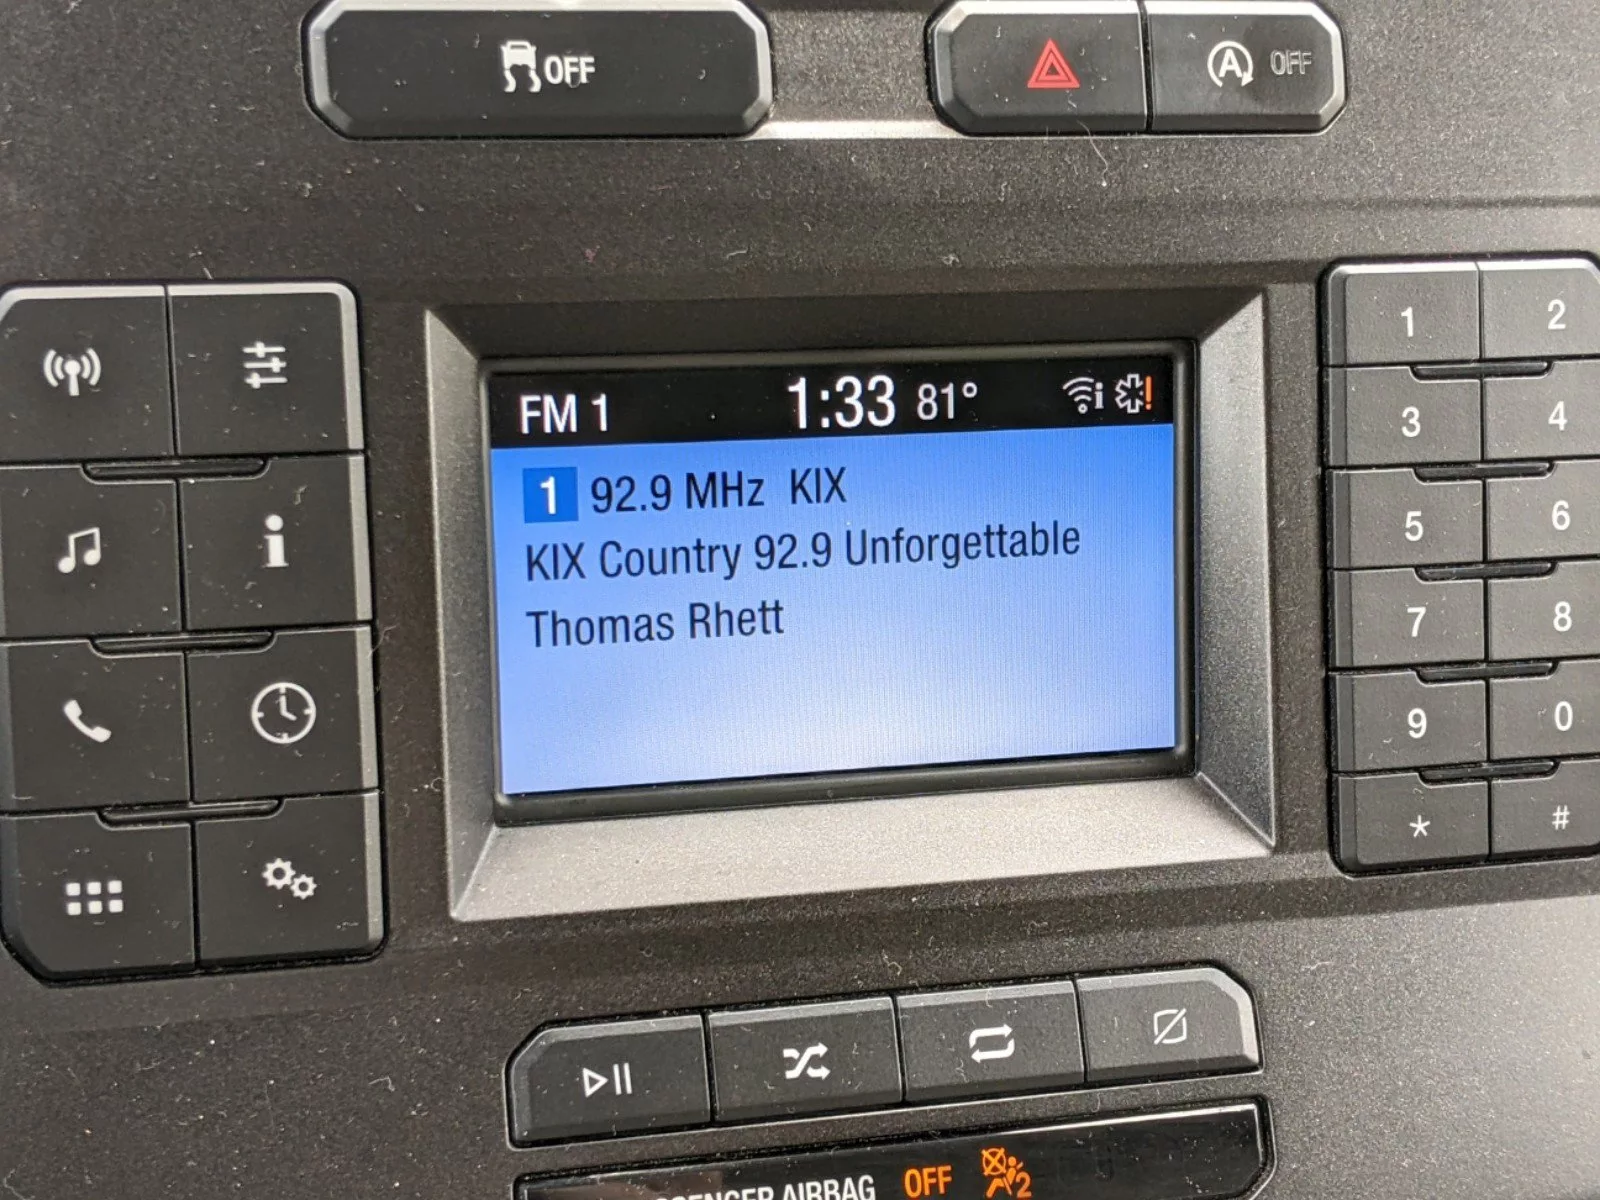 OFF
A OFF
FM 1 1:33 81°
1 92.9 MHz KIX
KIX Country 92.9 Unforgettable
Thomas Rhett
i
1 2
3 4
5 6
7 8
9 0
* #
AIRBAG OFF 2